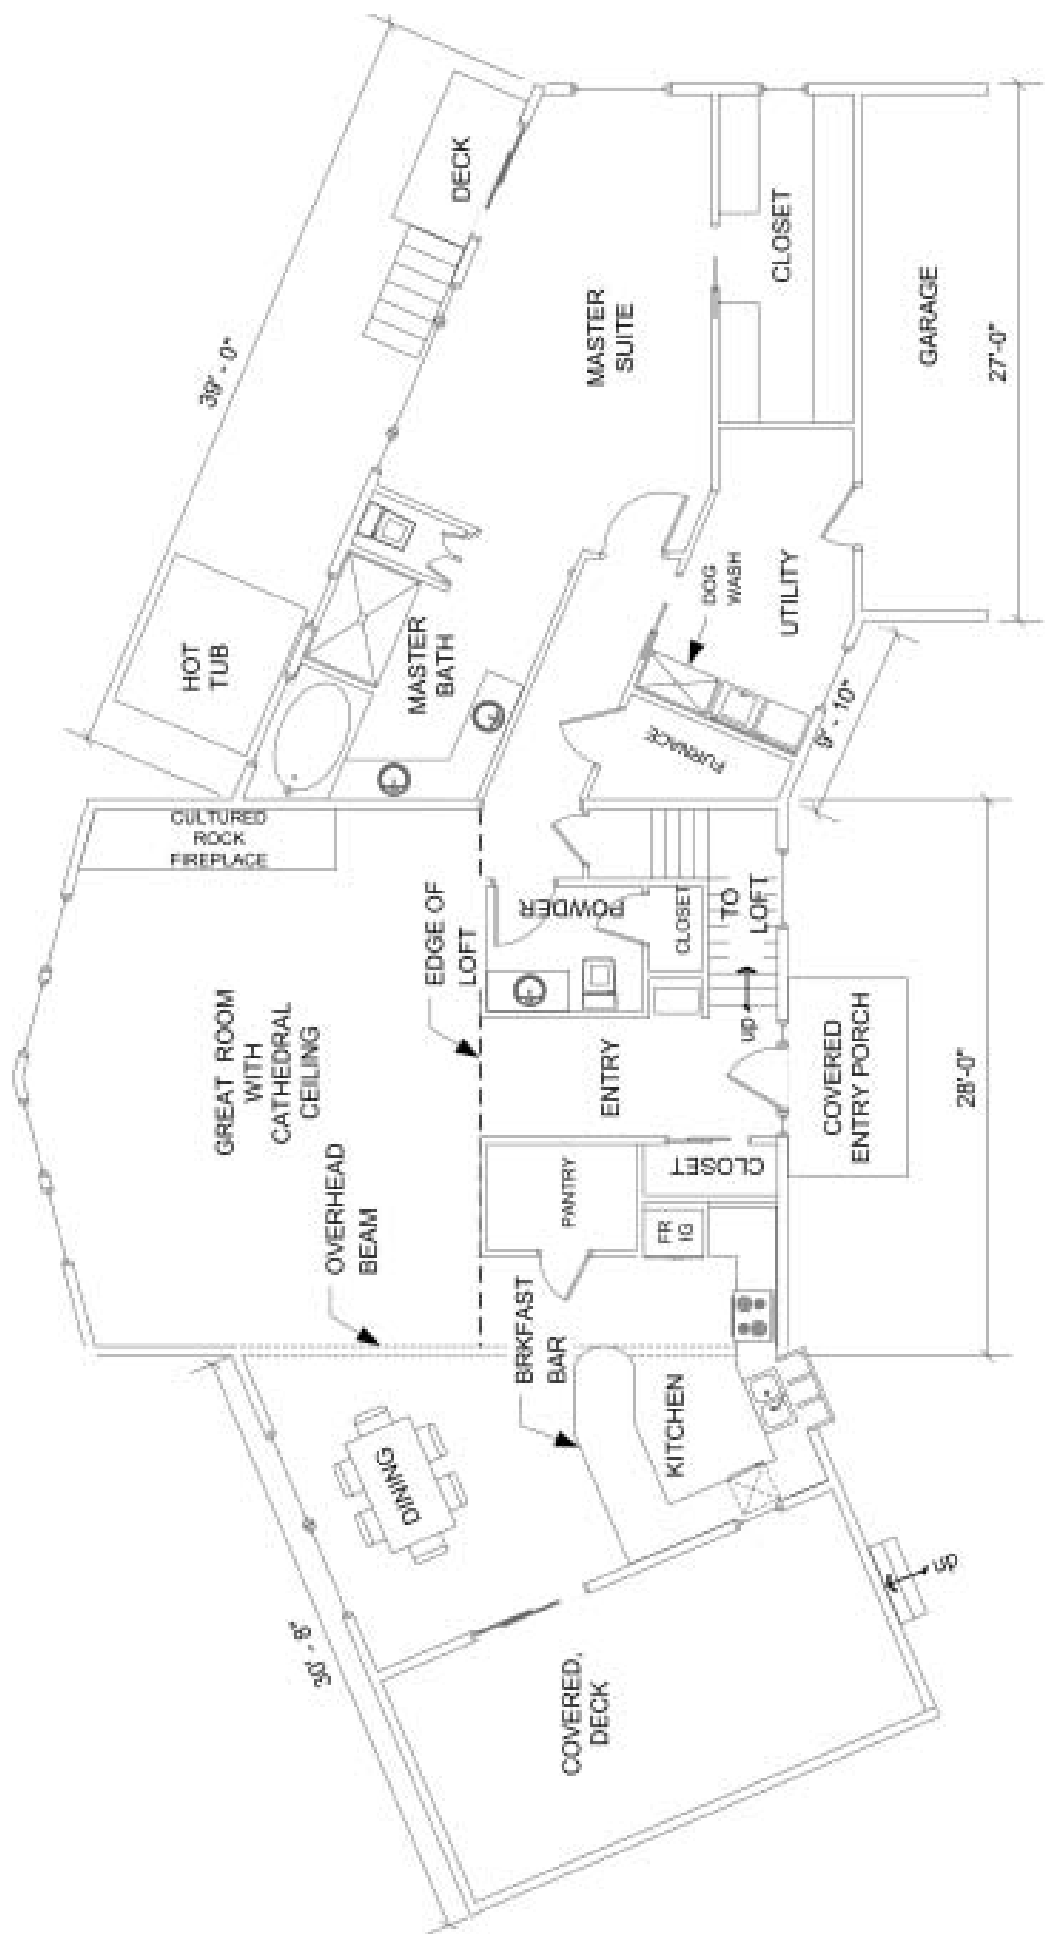 39' - 0"
DECK
HOT
TUB
MASTER
SUITE
CLOSET
GARAGE
27'-0"
MASTER
BATH
DOG
WASH
UTILITY
FURNACE
9' - 10"
CULTURED
ROCK
FIREPLACE
EDGE OF
LOFT
POWDER
CLOSET
TO
LOFT
up
GREAT ROOM
WITH
CATHEDRAL
CEILING
ENTRY
COVERED
ENTRY PORCH
28'-0"
OVERHEAD
BEAM
PANTRY
CLOSET
FR
IG
BRKFAST
BAR
KITCHEN
DINING
30' - 8"
COVERED
DECK
up